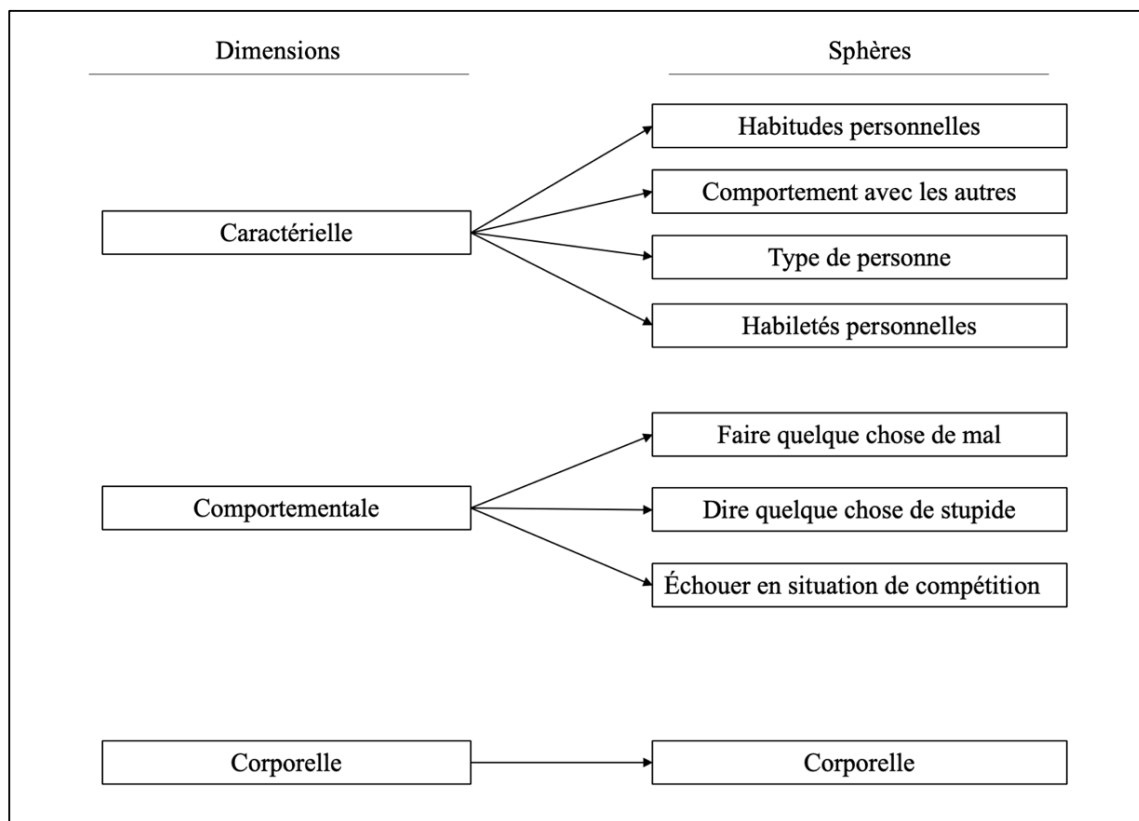 Dimensions
Sphères
Habitudes personnelles
Comportement avec les autres
Caractérielle
Type de personne
Habiletés personnelles
Faire quelque chose de mal
Comportementale
Dire quelque chose de stupide
Échouer en situation de compétition
Corporelle
Corporelle